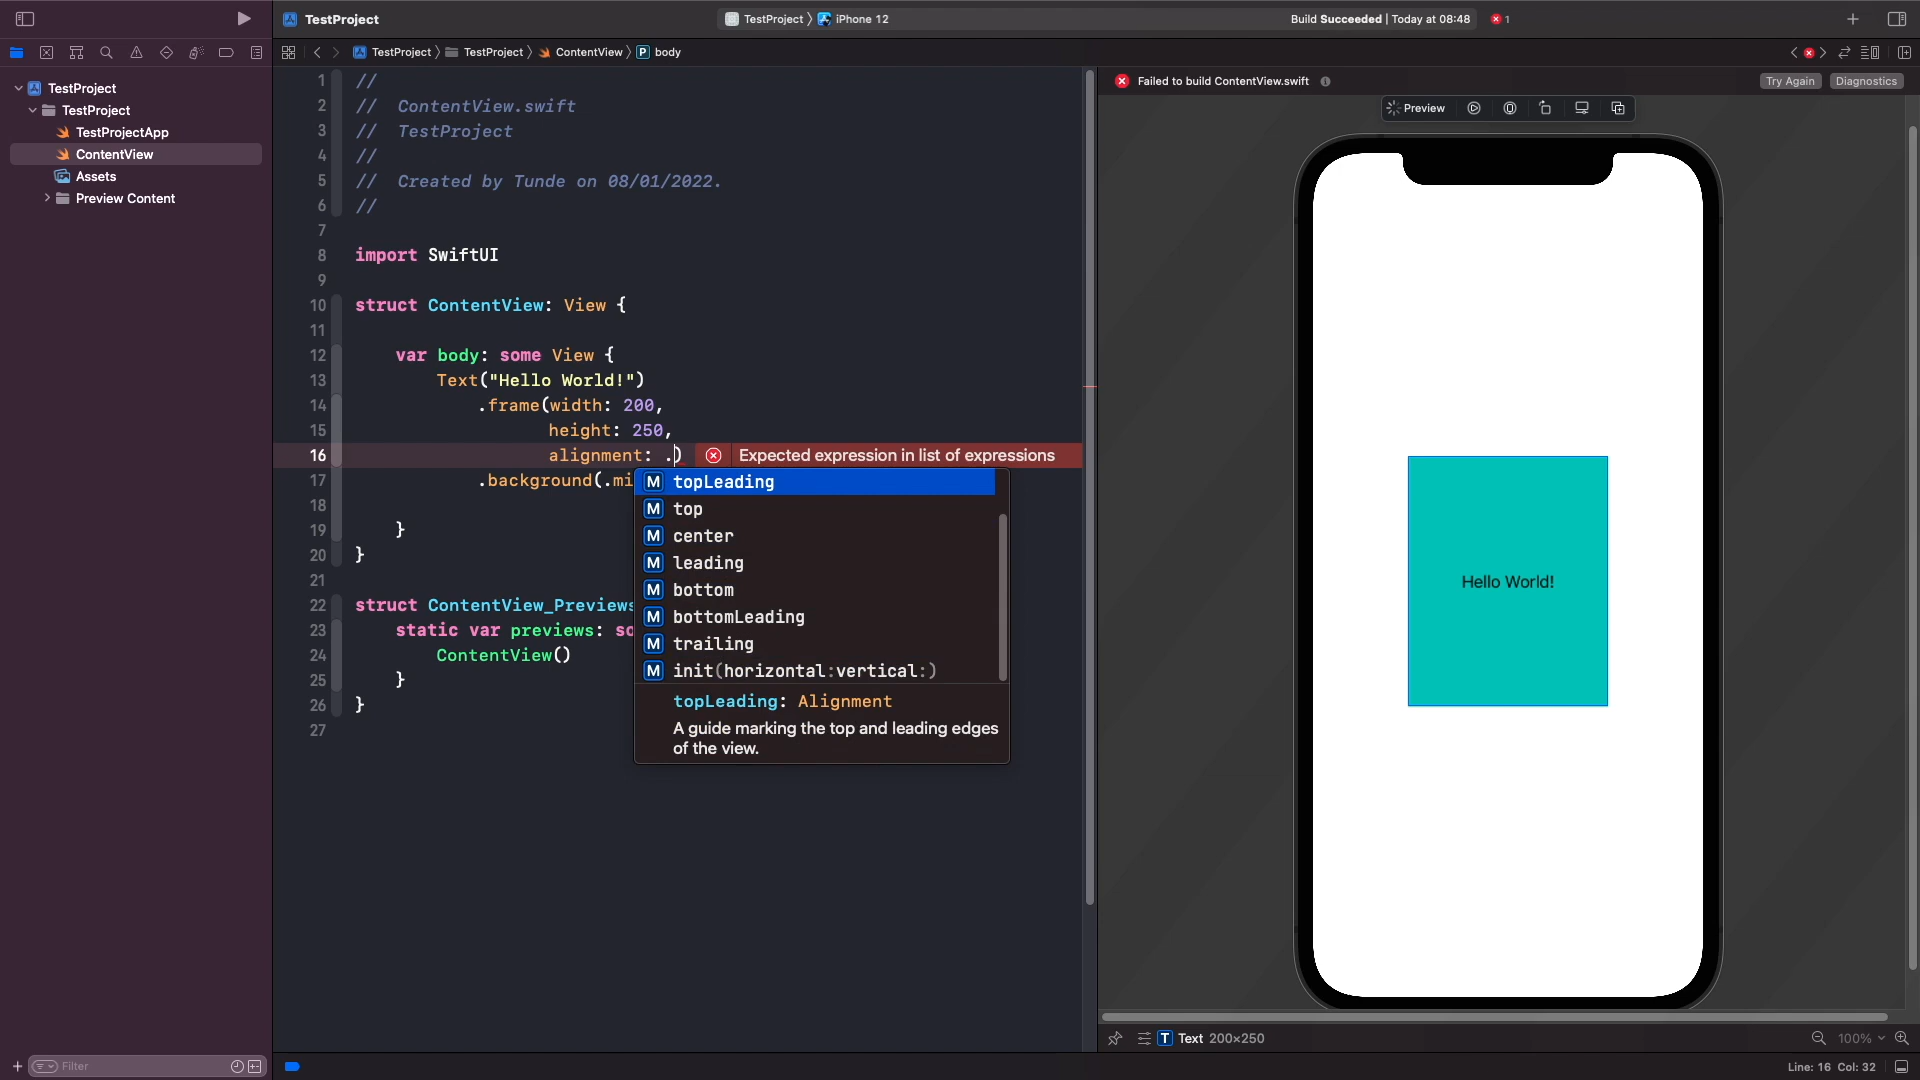 TestProject
TestProject
iPhone 12
Build Succeeded | Today at 08:48
1
TestProject
TestProject
ContentView
P body
TestProject
TestProject
TestProjectApp
ContentView
Assets
Preview Content
1 //
2 //  ContentView.swift
3 //  TestProject
4 //
5 //  Created by Tunde on 08/01/2022.
6 //
7
8 import SwiftUI
9
10 struct ContentView: View {
11
12 var body: some View {
13 Text("Hello World!")
14 .frame(width: 200,
15 height: 250,
16 alignment: .) Expected expression in list of expressions
17 .background(.mi
18
19 }
20 }
21
22 struct ContentView_Previews
23 static var previews: so
24 ContentView()
25 }
26 }
27
M topLeading
M top
M center
M leading
M bottom
M bottomLeading
M trailing
M init(horizontal:vertical:)
topLeading: Alignment
A guide marking the top and leading edges
of the view.
Failed to build ContentView.swift
Try Again
Diagnostics
Preview
Hello World!
T Text 200×250
100%
Filter
Line: 16 Col: 32